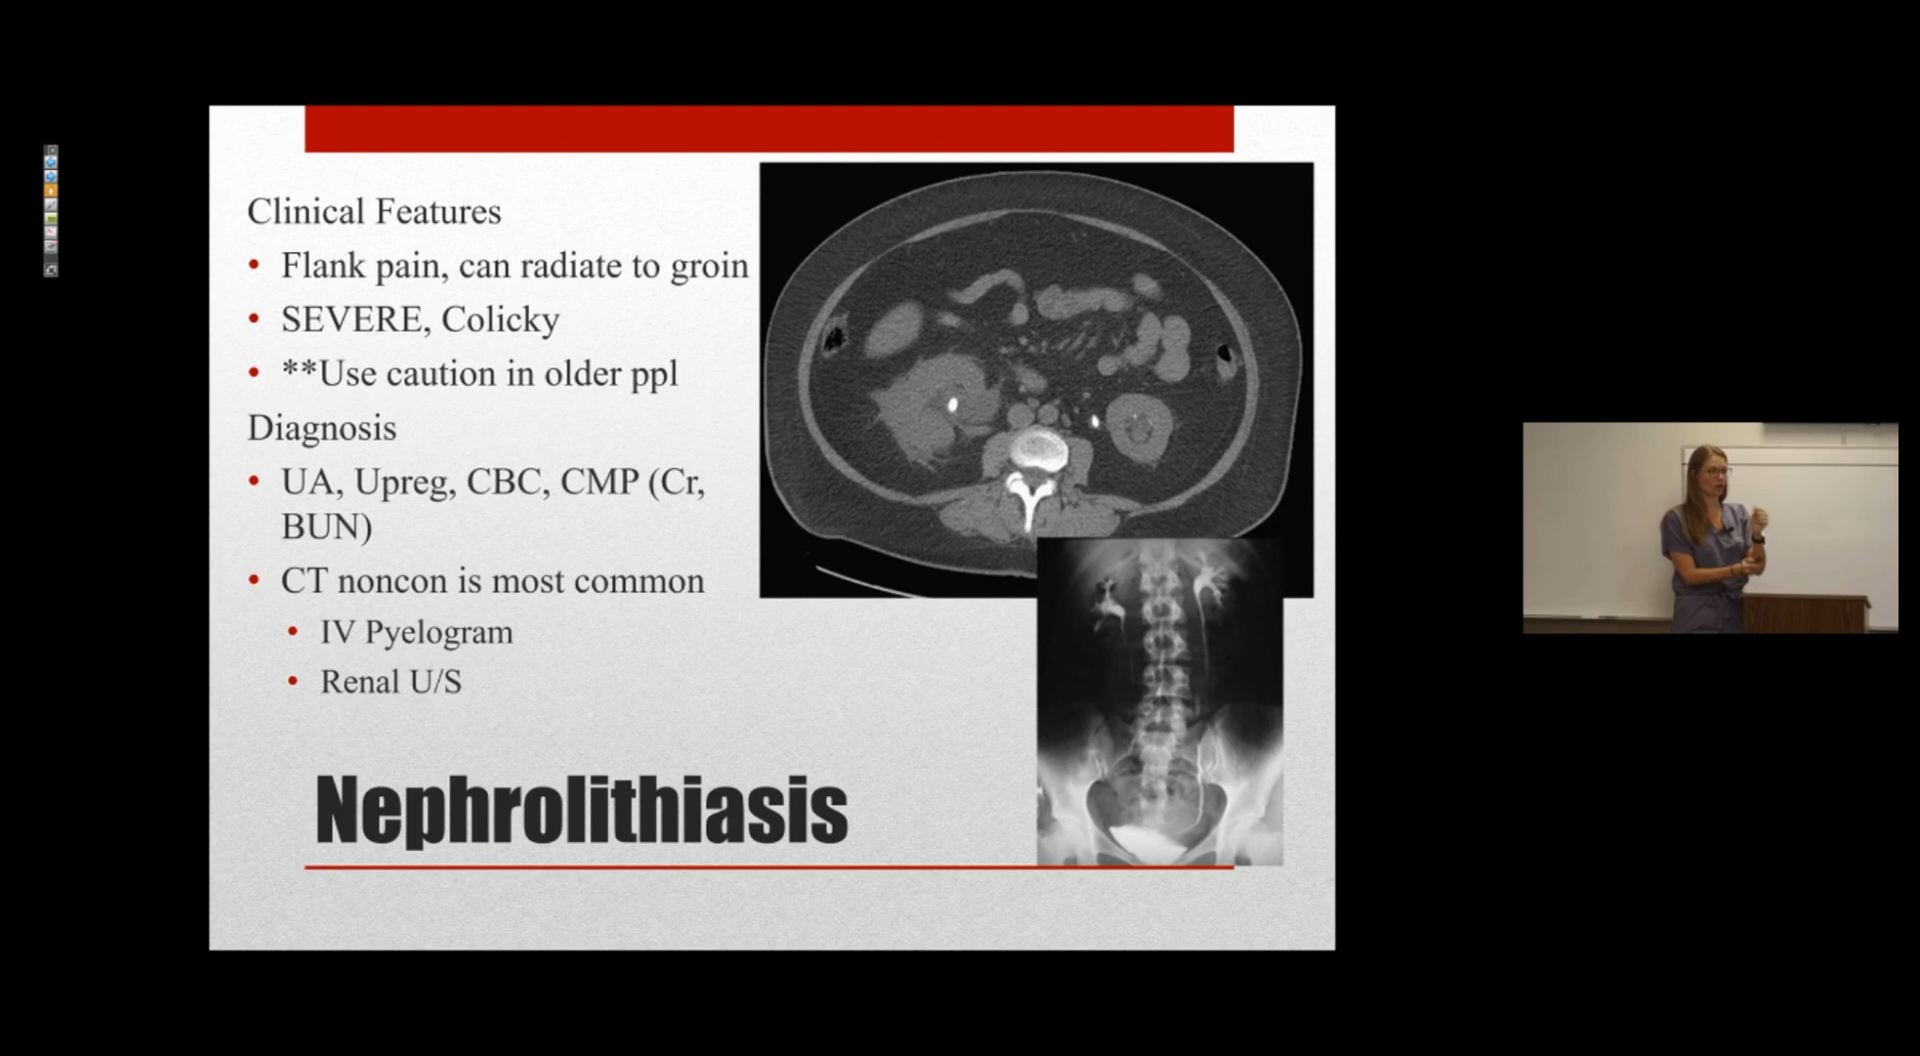 Clinical Features
• Flank pain, can radiate to groin
• SEVERE, Colicky
• **Use caution in older ppl
Diagnosis
• UA, Upreg, CBC, CMP (Cr,
BUN)
• CT noncon is most common
• IV Pyelogram
• Renal U/S
Nephrolithiasis